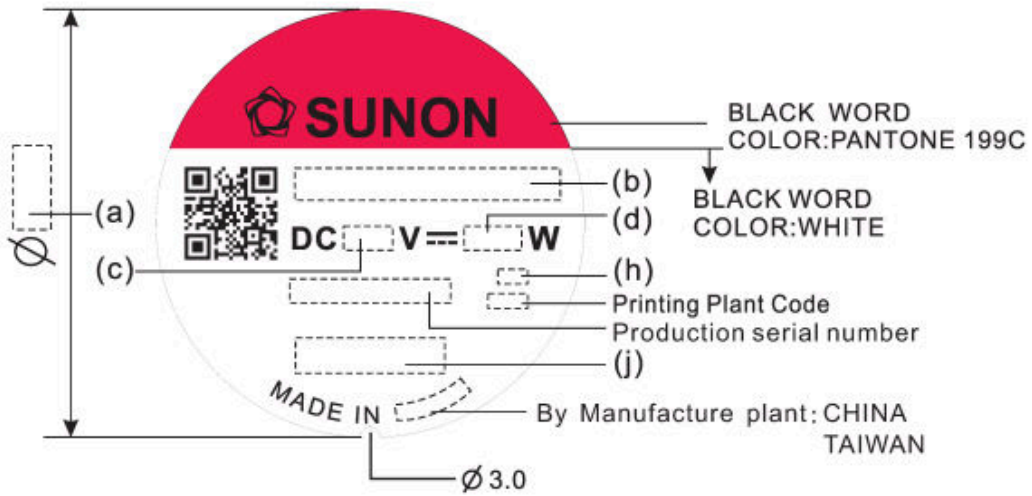 SUNON
BLACK WORD
COLOR:PANTONE 199C
(a)
(b)
BLACK WORD
COLOR:WHITE
(d)
DC V W
(c)
(h)
Printing Plant Code
Production serial number
(j)
MADE IN
By Manufacture plant: CHINA
TAIWAN
Ø
Ø 3.0